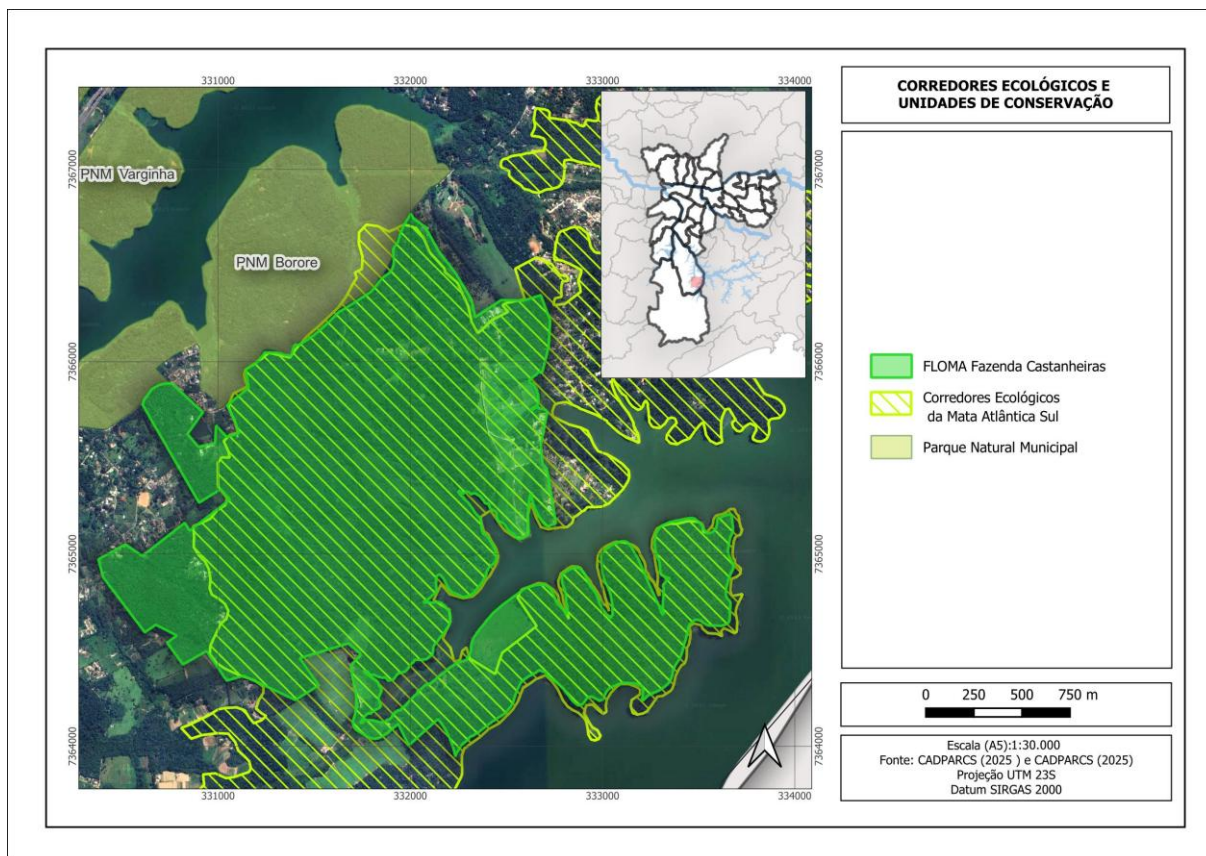 331000 332000 333000 334000
7367000 7367000
7366000 7366000
7365000 7365000
7364000 7364000
331000 332000 333000 334000
PNM Varginha
PNM Borore
CORREDORES ECOLÓGICOS E
UNIDADES DE CONSERVAÇÃO
FLOMA Fazenda Castanheiras
Corredores Ecológicos
da Mata Atlântica Sul
Parque Natural Municipal
0 250 500 750 m
Escala (A5):1:30.000
Fonte: CADPARCS (2025 ) e CADPARCS (2025)
Projeção UTM 23S
Datum SIRGAS 2000